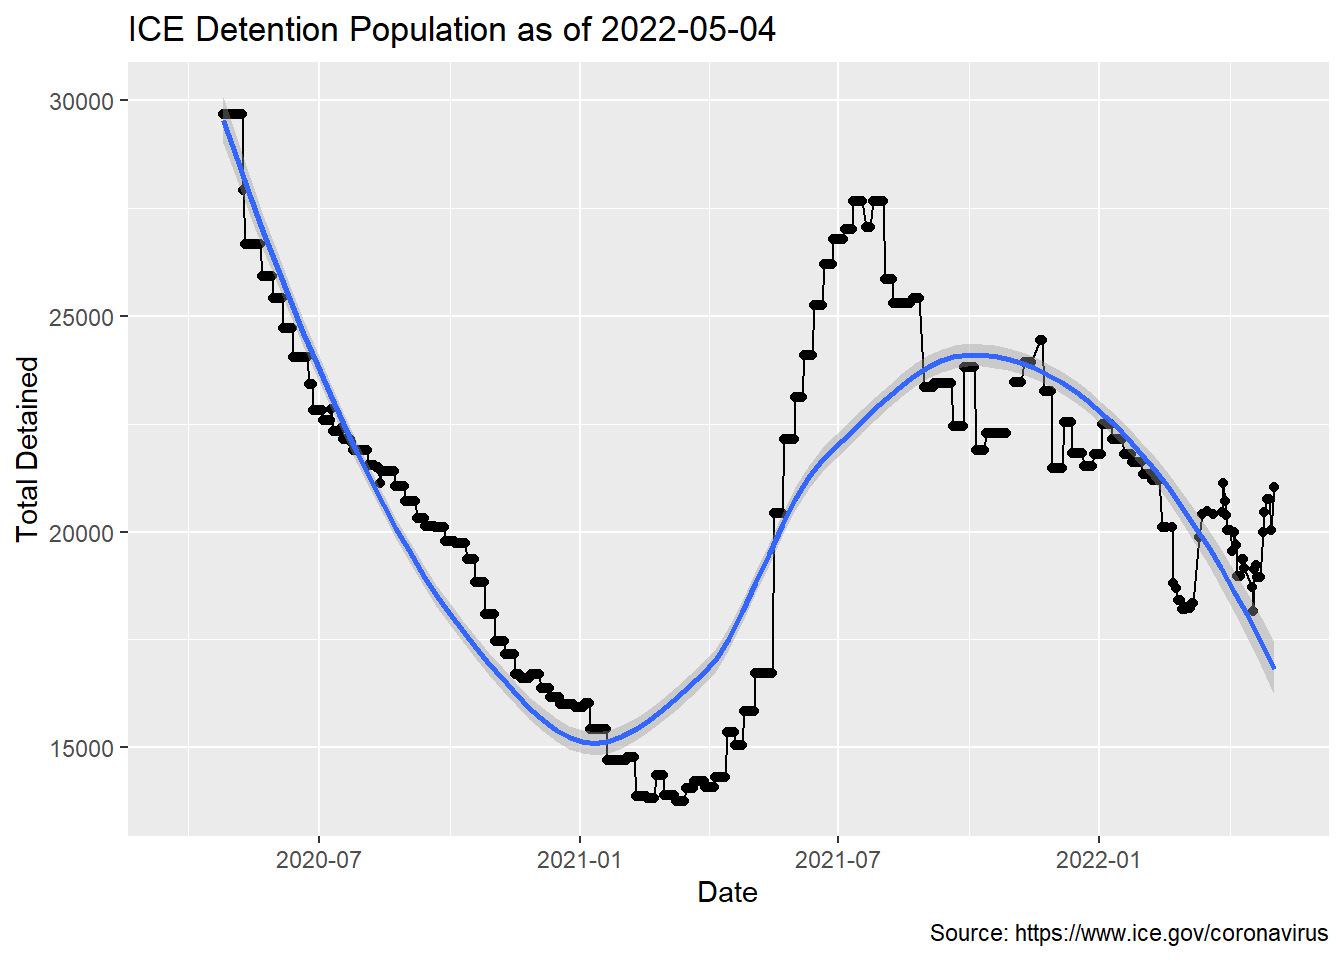 ICE Detention Population as of 2022-05-04
30000
25000
20000
15000
Total Detained
2020-07
2021-01
2021-07
2022-01
Date
Source: https://www.ice.gov/coronavirus